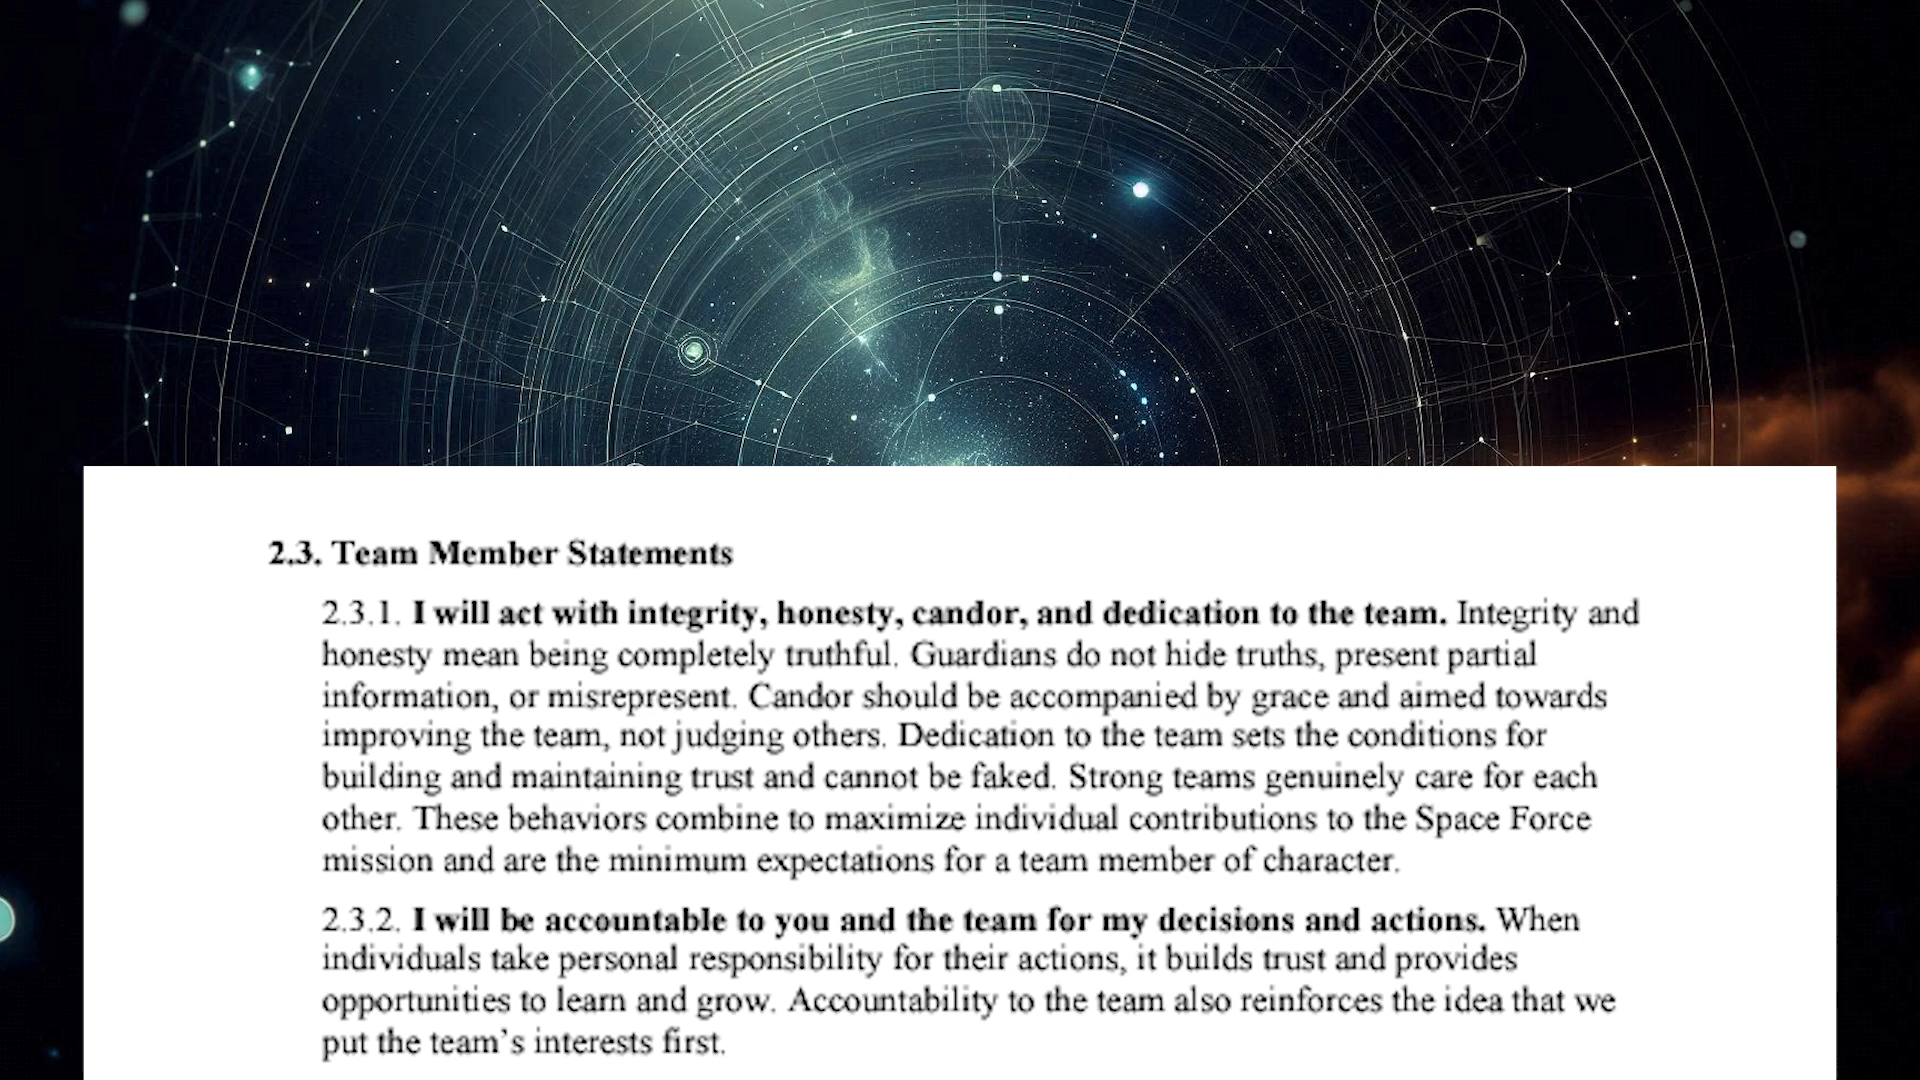 2.3. Team Member Statements
2.3.1. I will act with integrity, honesty, candor, and dedication to the team. Integrity and
honesty mean being completely truthful. Guardians do not hide truths, present partial
information, or misrepresent. Candor should be accompanied by grace and aimed towards
improving the team, not judging others. Dedication to the team sets the conditions for
building and maintaining trust and cannot be faked. Strong teams genuinely care for each
other. These behaviors combine to maximize individual contributions to the Space Force
mission and are the minimum expectations for a team member of character.
2.3.2. I will be accountable to you and the team for my decisions and actions. When
individuals take personal responsibility for their actions, it builds trust and provides
opportunities to learn and grow. Accountability to the team also reinforces the idea that we
put the team’s interests first.